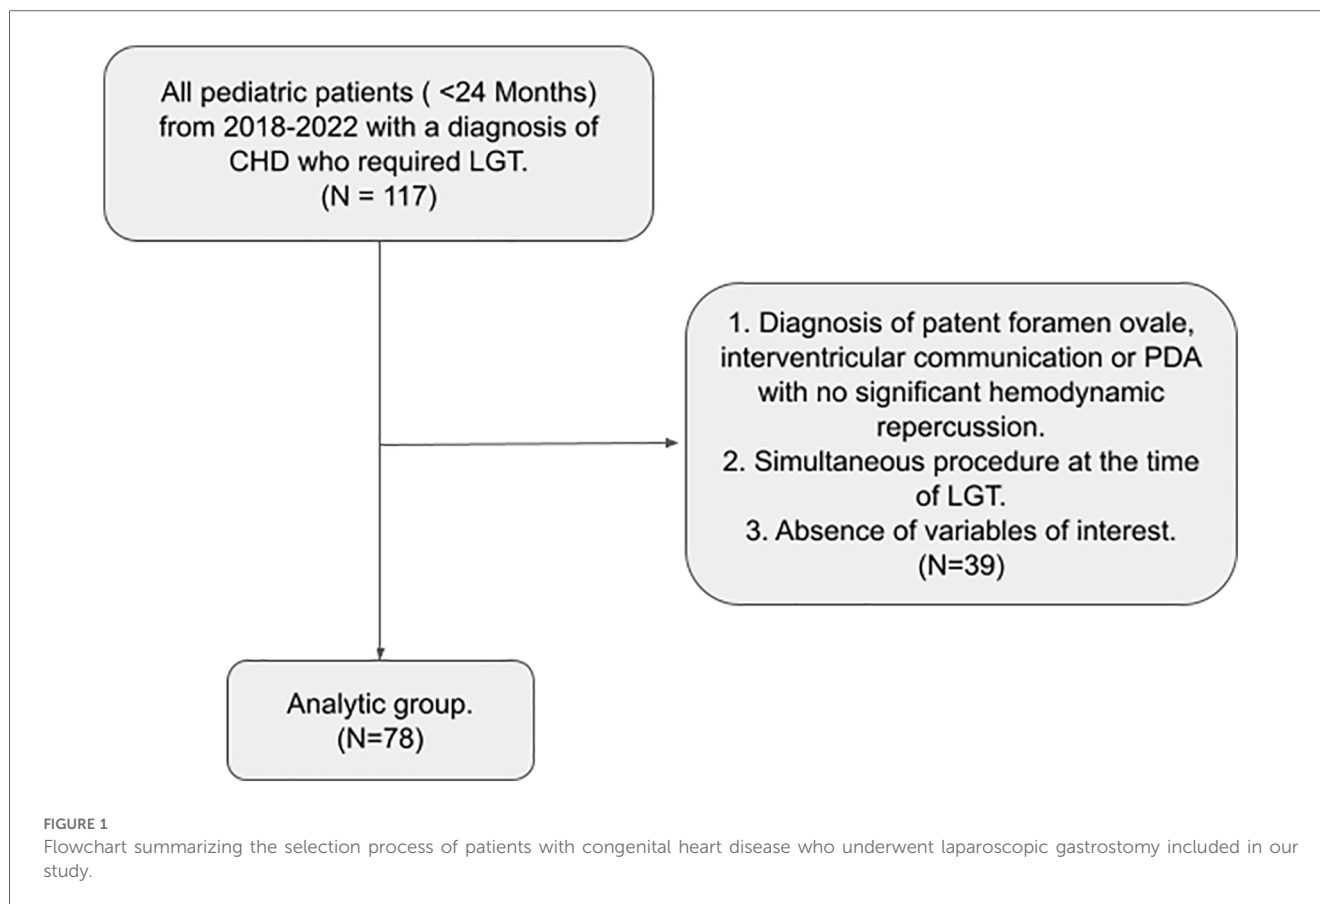 All pediatric patients ( <24 Months)
from 2018-2022 with a diagnosis of
CHD who required LGT.
(N = 117)
1. Diagnosis of patent foramen ovale,
interventricular communication or PDA
with no significant hemodynamic
repercussion.
2. Simultaneous procedure at the time
of LGT.
3. Absence of variables of interest.
(N=39)
Analytic group.
(N=78)
FIGURE 1
Flowchart summarizing the selection process of patients with congenital heart disease who underwent laparoscopic gastrostomy included in our
study.